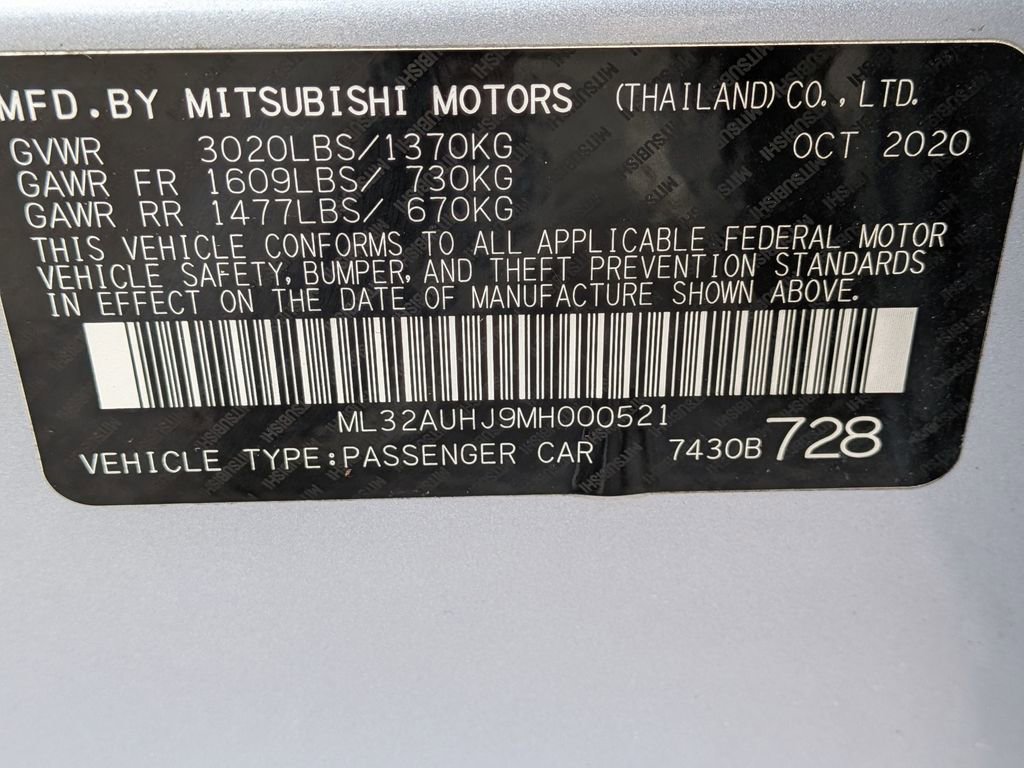 MFD.BY MITSUBISHI MOTORS (THAILAND)CO.,LTD.
GVWR 3020LBS/1370KG OCT 2020
GAWR FR 1609LBS/ 730KG
GAWR RR 1477LBS/ 670KG
THIS VEHICLE CONFORMS TO ALL APPLICABLE FEDERAL MOTOR
VEHICLE SAFETY, BUMPER, AND THEFT PREVENTION STANDARDS
IN EFFECT ON THE DATE OF MANUFACTURE SHOWN ABOVE.
ML32AUHJ9MH000521
VEHICLE TYPE:PASSENGER CAR 7430B 728